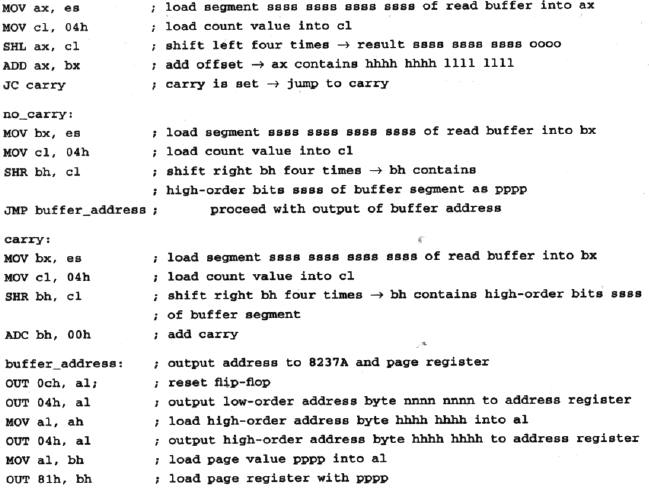 MOV ax, es ; load segment ssss ssss ssss ssss of read buffer into ax
MOV cl, 04h ; load count value into cl
SHL ax, cl ; shift left four times → result ssss ssss ssss oooo
ADD ax, bx ; add offset → ax contains hhhh hhhh 1111 1111
JC carry ; carry is set → jump to carry
no_carry:
MOV bx, es ; load segment ssss ssss ssss ssss of read buffer into bx
MOV cl, 04h ; load count value into cl
SHR bh, cl ; shift right bh four times → bh contains
; high-order bits ssss of buffer segment as pppp
JMP buffer_address ; proceed with output of buffer address
carry:
MOV bx, es ; load segment ssss ssss ssss ssss of read buffer into bx
MOV cl, 04h ; load count value into cl
SHR bh, cl ; shift right bh four times → bh contains high-order bits ssss
; of buffer segment
ADC bh, 00h ; add carry
buffer_address: ; output address to 8237A and page register
OUT 0ch, al; ; reset flip-flop
OUT 04h, al ; output low-order address byte nnnn nnnn to address register
MOV al, ah ; load high-order address byte hhhh hhhh into al
OUT 04h, al ; output high-order address byte hhhh hhhh to address register
MOV al, bh ; load page value pppp into al
OUT 81h, bh ; load page register with pppp